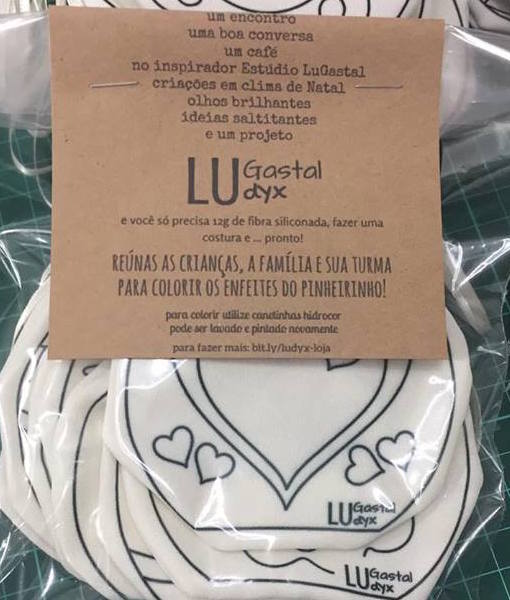 um encontro
uma boa conversa
um café
no inspirador Estúdio LuGastal
criações em clima de Natal
olhos brilhantes
ideias saltitantes
e um projeto
LU Gastal
dyx
e você só precisa 12g de fibra siliconada, fazer uma
costura e ... pronto!
REÚNAS AS CRIANÇAS, A FAMÍLIA E SUA TURMA
PARA COLORIR OS ENFEITES DO PINHEIRINHO!
para colorir utilize canetinhas hidrocor
pode ser lavado e pintado novamente
para fazer mais: bit.ly/ludyx-loja
LU Gastal
dyx
LU Gastal
dyx